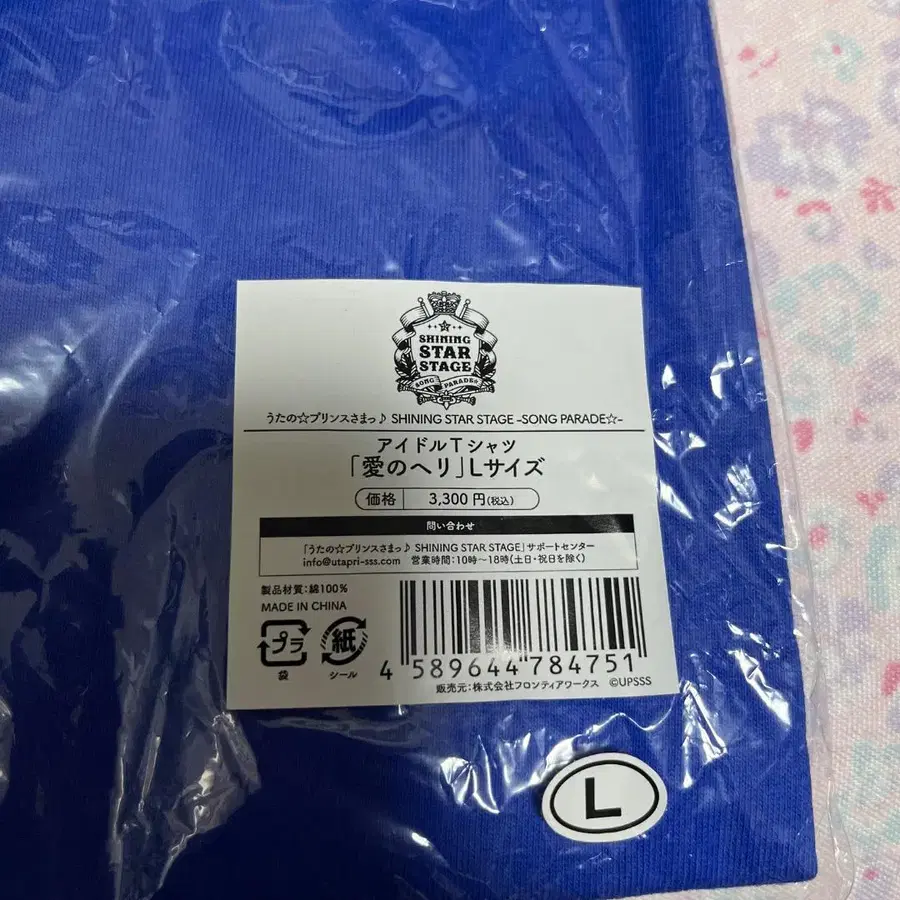 SHINING
STAR
STAGE
SONG PARADE
うたの☆プリンスさまっ♪ SHINING STAR STAGE -SONG PARADE☆-
アイドルTシャツ
「愛のヘリ」Lサイズ
価格 3,300円(税込)
問い合わせ
「うたの☆プリンスさまっ♪ SHINING STAR STAGE」サポートセンター
info@utapri-sss.com 営業時間:10時〜18時(土日・祝日を除く)
製品材質:綿100%
MADE IN CHINA
プラ 紙
袋 シール
4 589644 784751
販売元:株式会社フロンティアワークス ©UPSSS
L